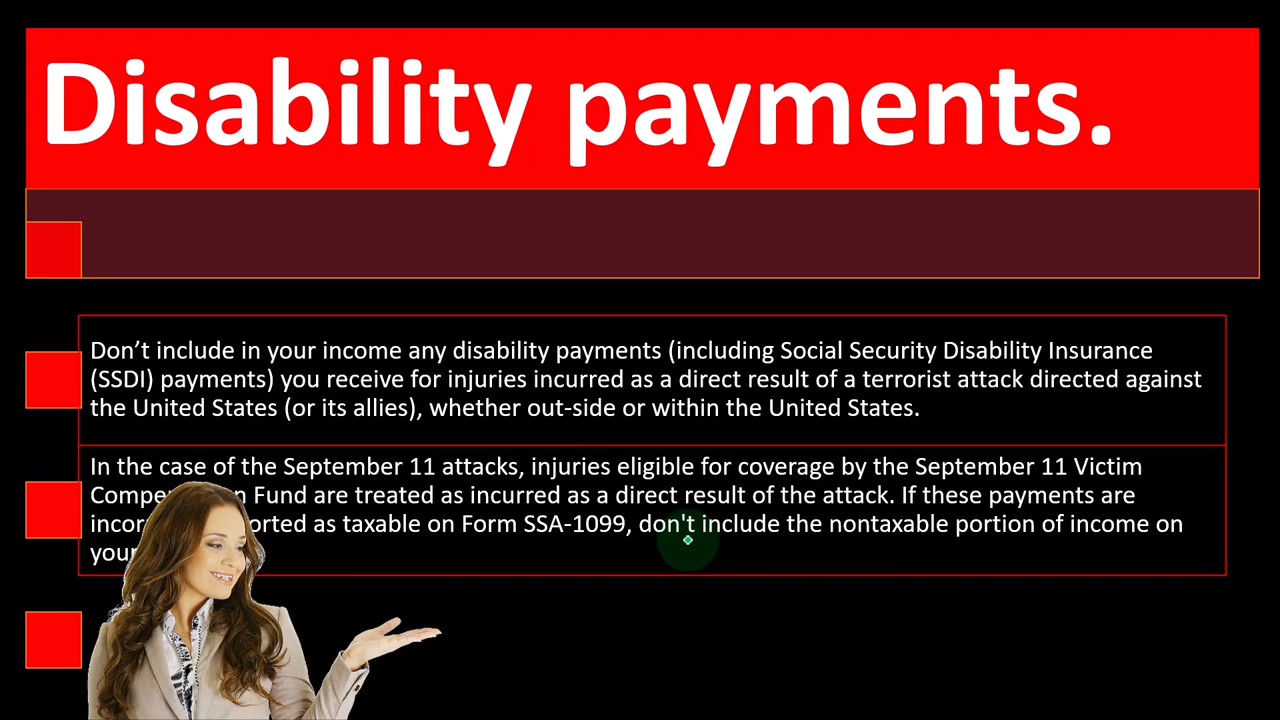 Disability payments.
Don’t include in your income any disability payments (including Social Security Disability Insurance
(SSDI) payments) you receive for injuries incurred as a direct result of a terrorist attack directed against
the United States (or its allies), whether out-side or within the United States.
In the case of the September 11 attacks, injuries eligible for coverage by the September 11 Victim
Fund are treated as incurred as a direct result of the attack. If these payments are
as taxable on Form SSA-1099, don't include the nontaxable portion of income on